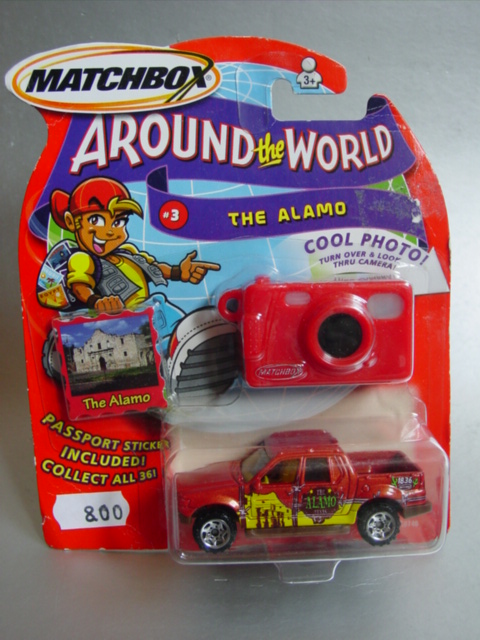 MATCHBOX
3+
AROUND the WORLD
#3
THE ALAMO
COOL PHOTO!
TURN OVER & LOOK
THRU CAMERA!
MATCHBOX
The Alamo
PASSPORT STICKER
INCLUDED!
COLLECT ALL 36!
800
THE
ALAMO
1836